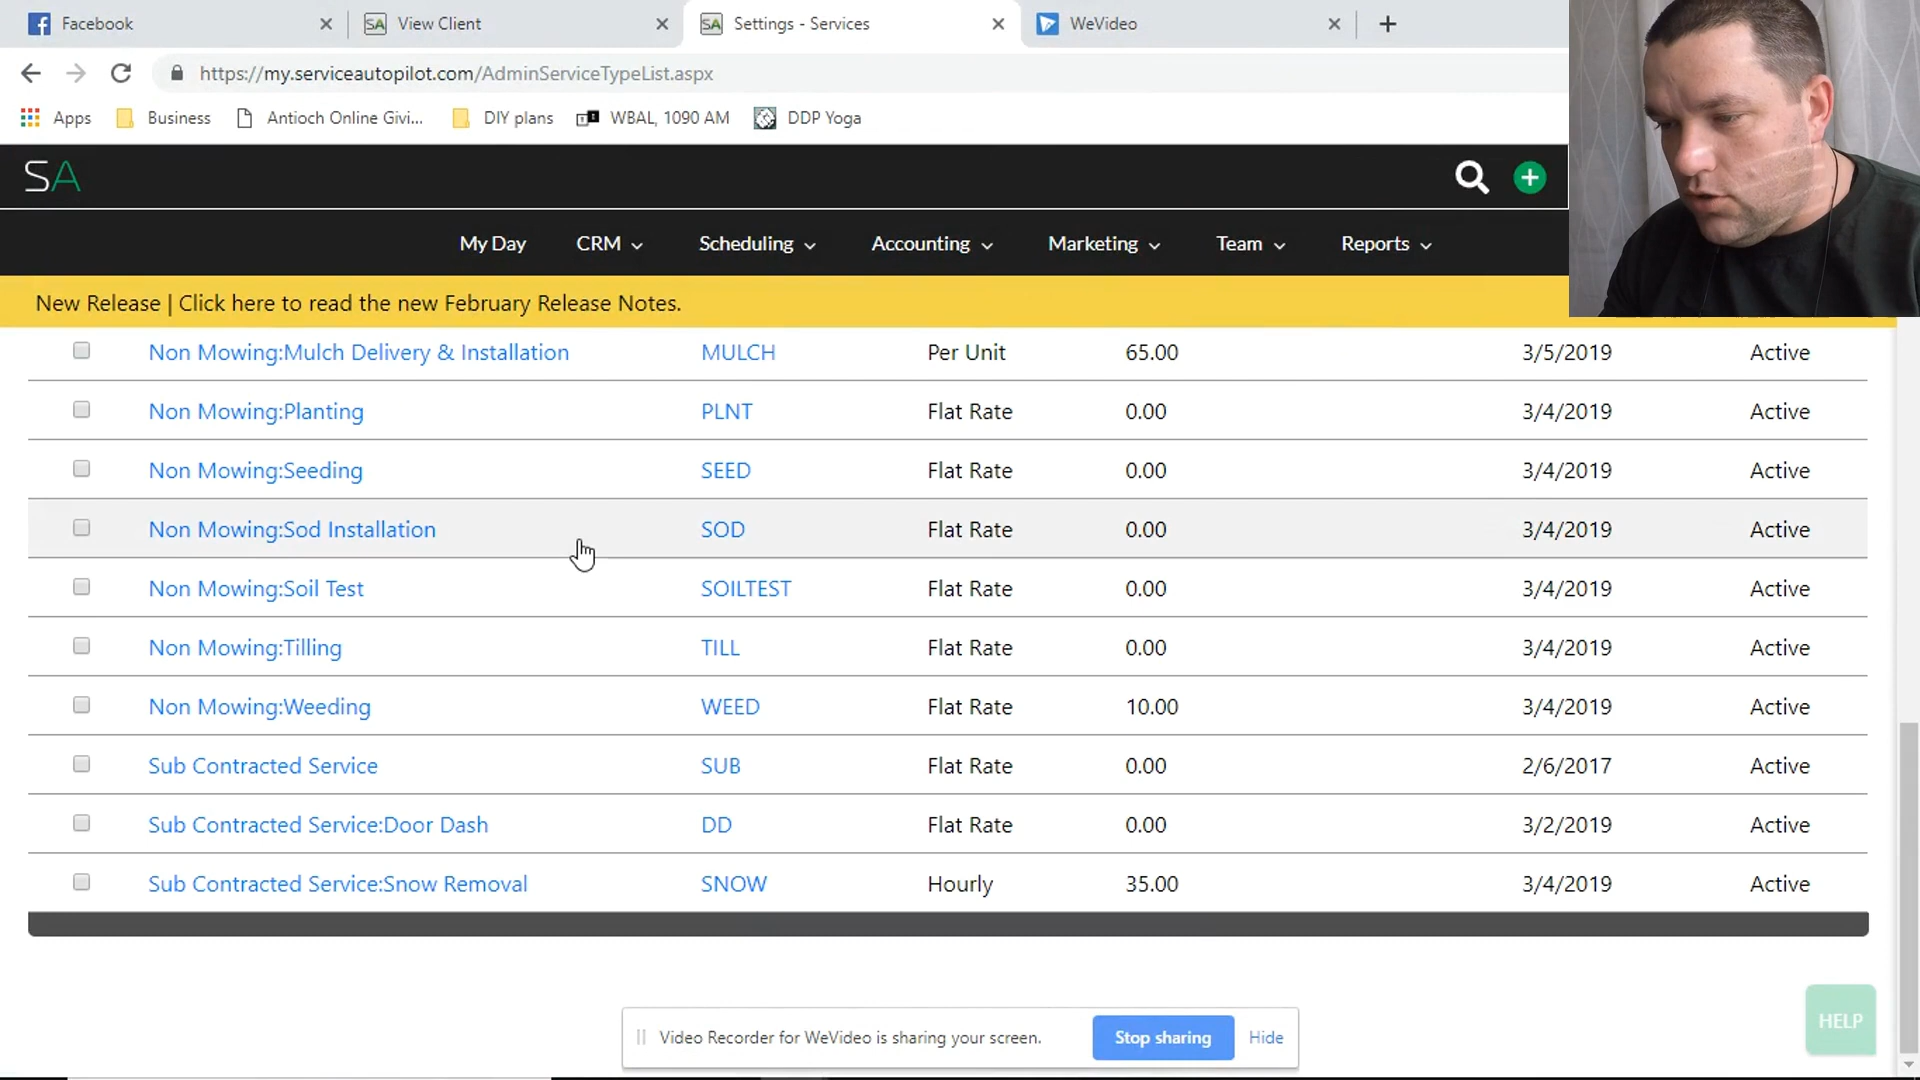 Facebook
View Client
Settings - Services
WeVideo
https://my.serviceautopilot.com/AdminServiceTypeList.aspx
Apps Business Antioch Online Givi... DIY plans WBAL, 1090 AM DDP Yoga
SA
My Day CRM Scheduling Accounting Marketing Team Reports
New Release | Click here to read the new February Release Notes.
Non Mowing:Mulch Delivery & Installation MULCH Per Unit 65.00 3/5/2019 Active
Non Mowing:Planting PLNT Flat Rate 0.00 3/4/2019 Active
Non Mowing:Seeding SEED Flat Rate 0.00 3/4/2019 Active
Non Mowing:Sod Installation SOD Flat Rate 0.00 3/4/2019 Active
Non Mowing:Soil Test SOILTEST Flat Rate 0.00 3/4/2019 Active
Non Mowing:Tilling TILL Flat Rate 0.00 3/4/2019 Active
Non Mowing:Weeding WEED Flat Rate 10.00 3/4/2019 Active
Sub Contracted Service SUB Flat Rate 0.00 2/6/2017 Active
Sub Contracted Service:Door Dash DD Flat Rate 0.00 3/2/2019 Active
Sub Contracted Service:Snow Removal SNOW Hourly 35.00 3/4/2019 Active
HELP
Video Recorder for WeVideo is sharing your screen. Stop sharing Hide